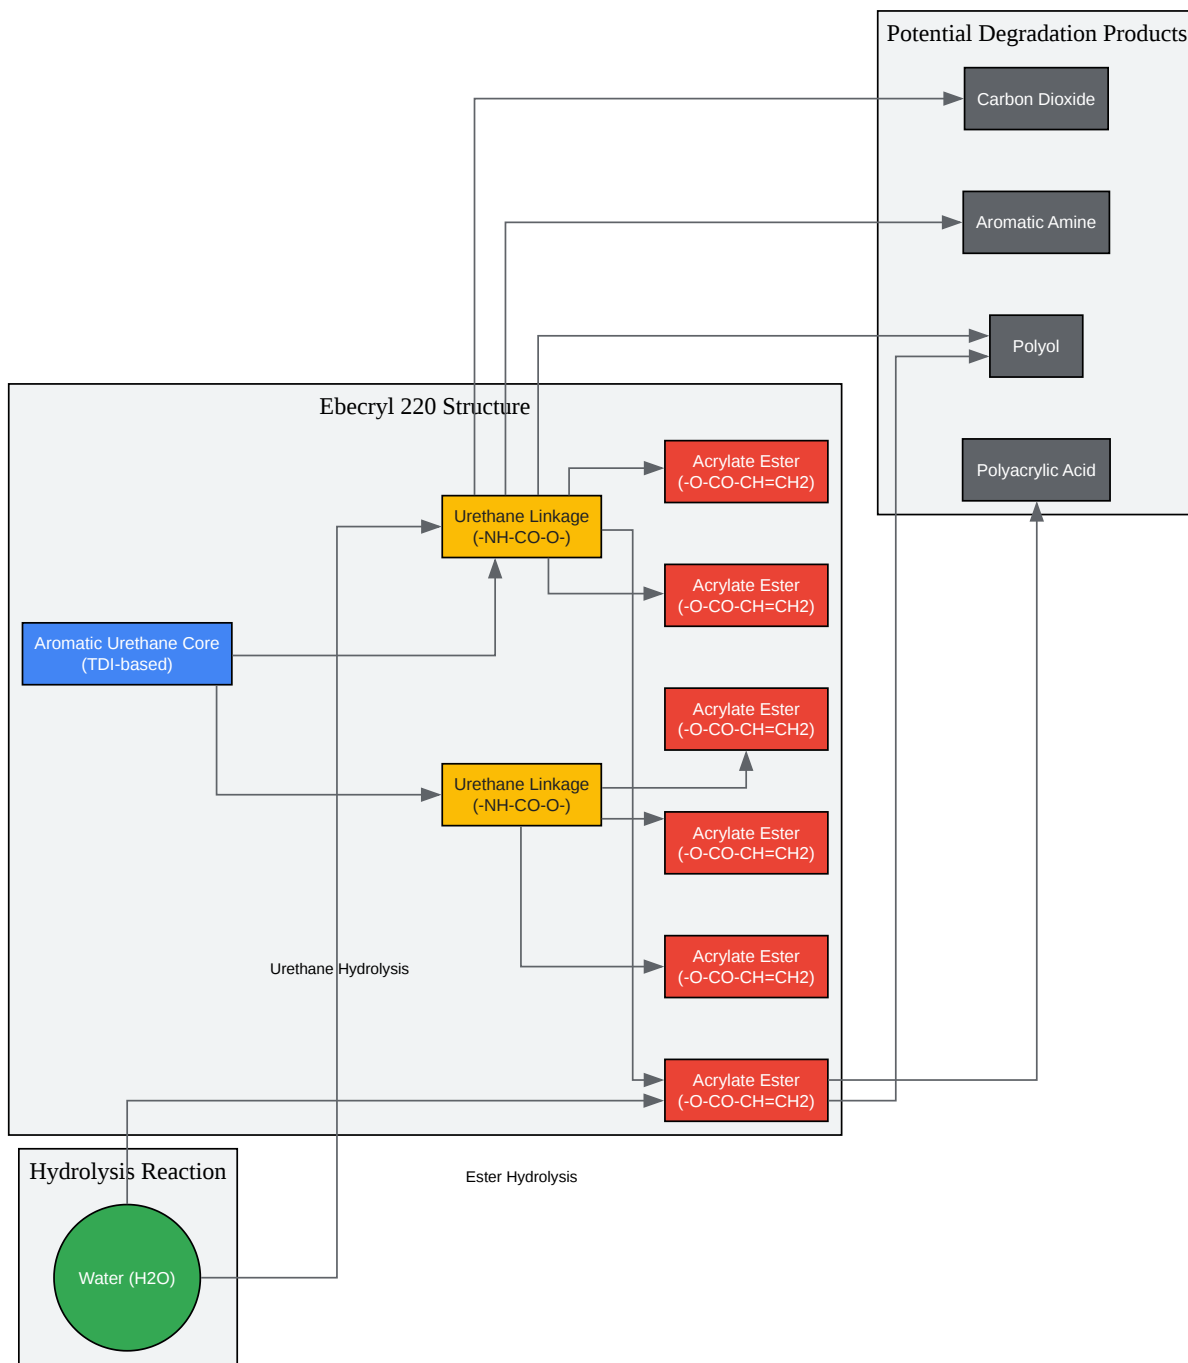 Potential Degradation Products
Carbon Dioxide
Aromatic Amine
Polyol
Polyacrylic Acid
Ebecryl 220 Structure
Acrylate Ester
(-O-CO-CH=CH2)
Urethane Linkage
(-NH-CO-O-)
Acrylate Ester
(-O-CO-CH=CH2)
Aromatic Urethane Core
(TDI-based)
Acrylate Ester
(-O-CO-CH=CH2)
Urethane Linkage
(-NH-CO-O-)
Acrylate Ester
(-O-CO-CH=CH2)
Acrylate Ester
(-O-CO-CH=CH2)
Urethane Hydrolysis
Acrylate Ester
(-O-CO-CH=CH2)
Hydrolysis Reaction
Ester Hydrolysis
Water (H2O)